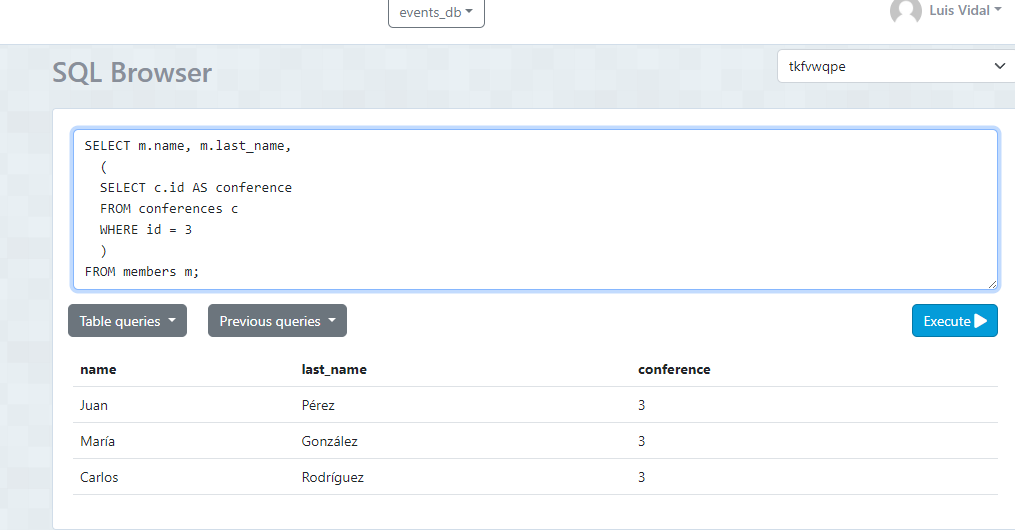 events_db
Luis Vidal
SQL Browser
tkfvwqpe
SELECT m.name, m.last_name,
(
SELECT c.id AS conference
FROM conferences c
WHERE id = 3
)
FROM members m;
Table queries
Previous queries
Execute
name last_name conference
Juan Pérez 3
María González 3
Carlos Rodríguez 3